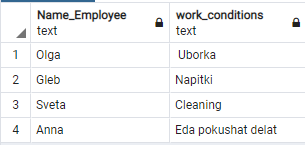 Name_Employee work_conditions
text text
1 Olga Uborka
2 Gleb Napitki
3 Sveta Cleaning
4 Anna Eda pokushat delat